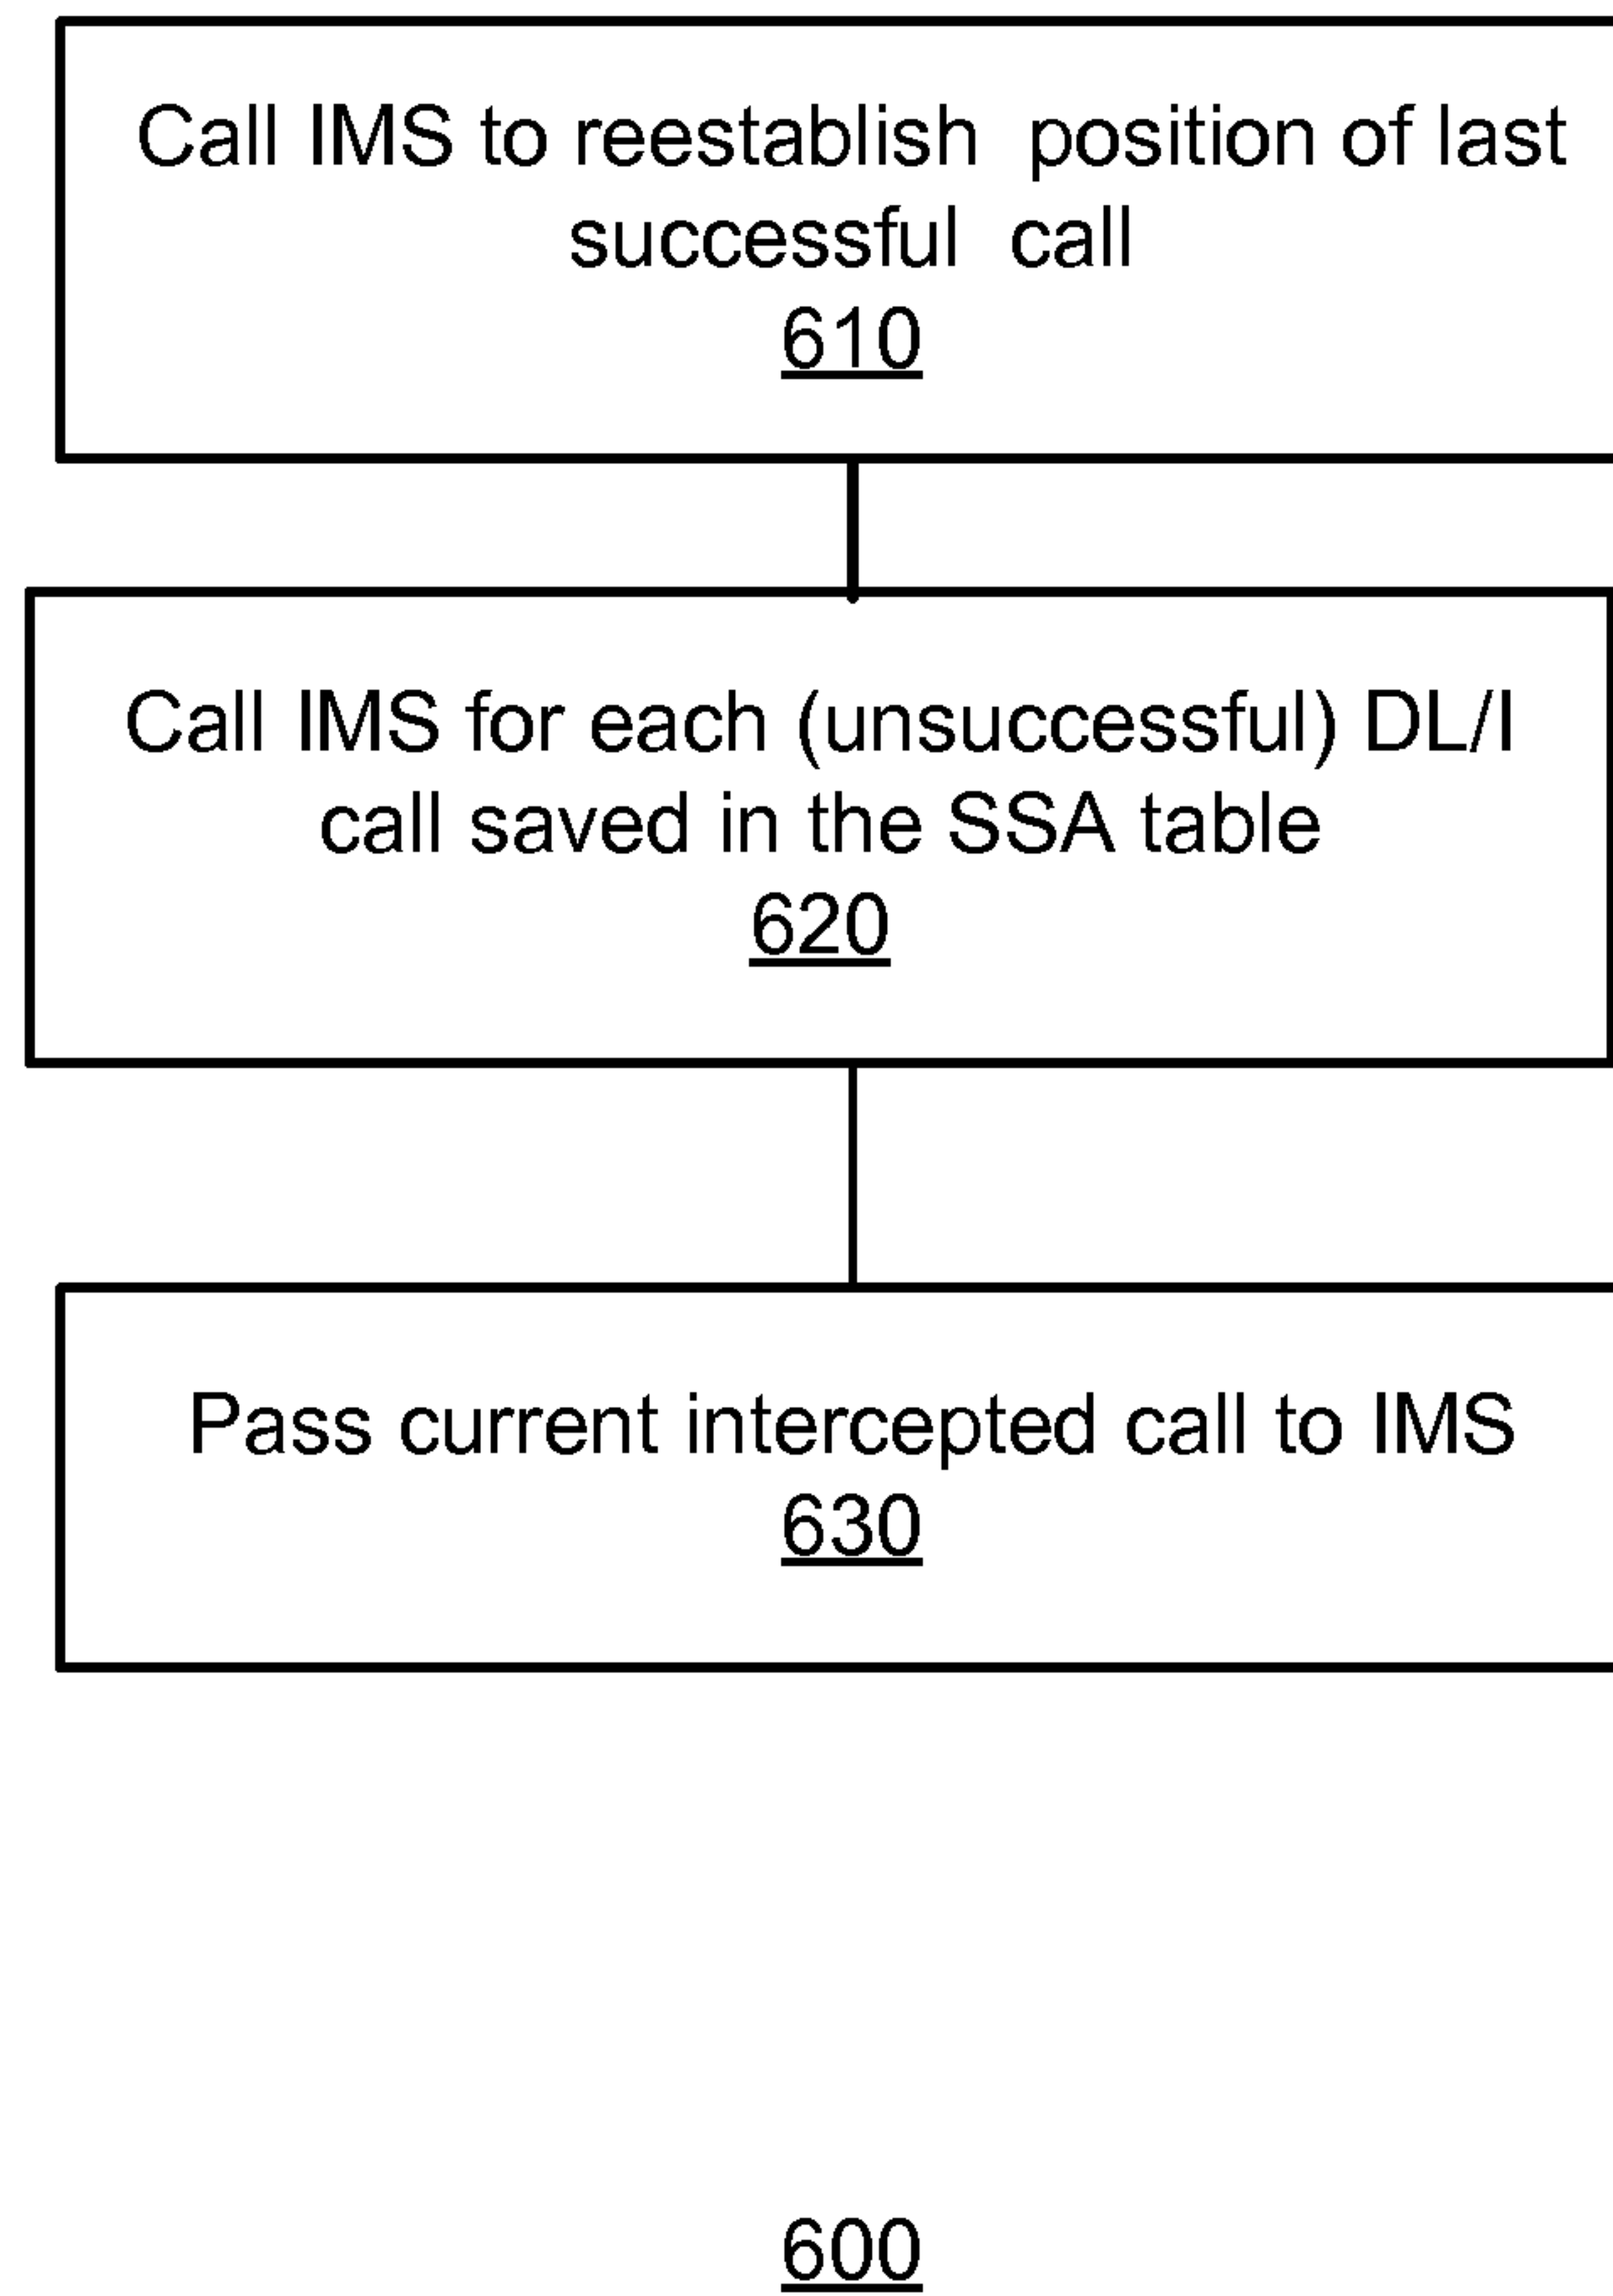 Call IMS to reestablish position of last
successful call
610
Call IMS for each (unsuccessful) DL/I
call saved in the SSA table
620
Pass current intercepted call to IMS
630
600